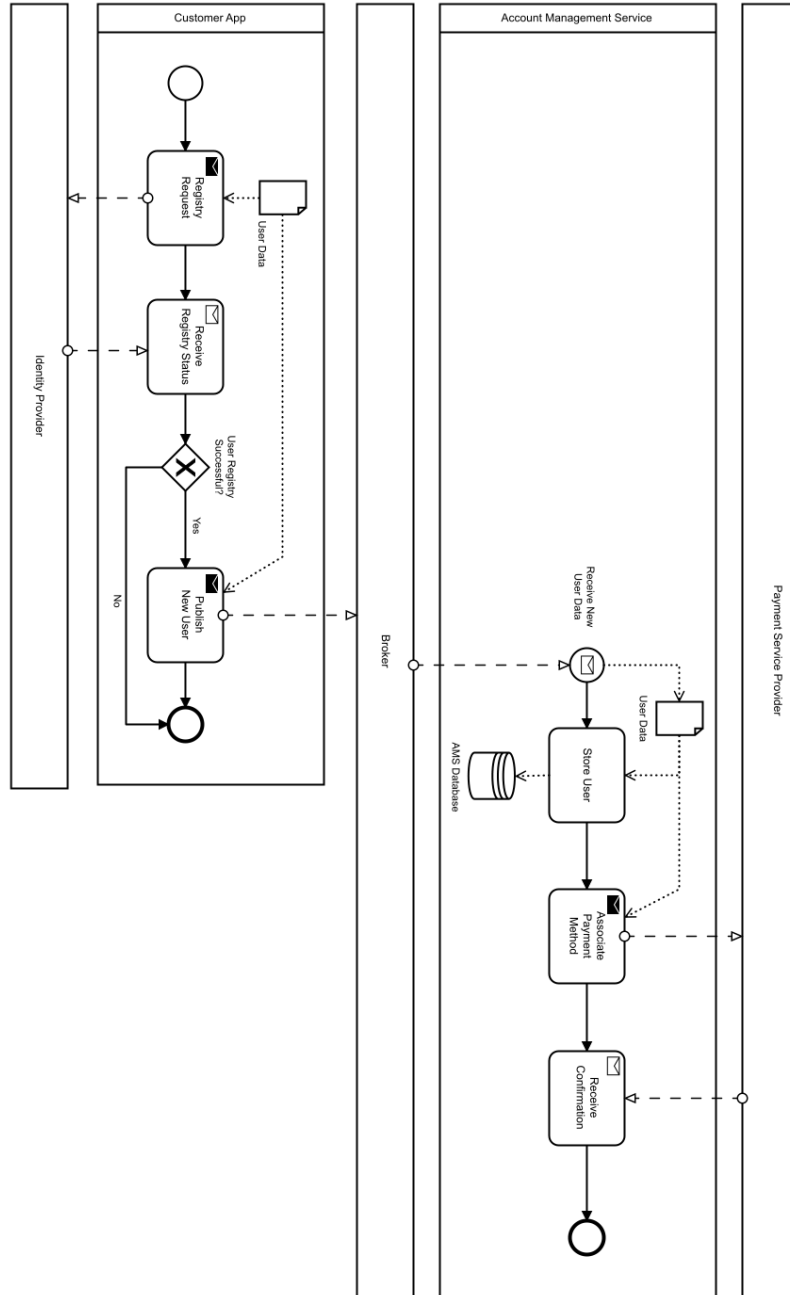 Customer App
Account Management Service
Registry
Request
User Data
Receive
Registry Status
Identity Provider
User Registry
Successful?
Yes
No
Publish
New User
Broker
Receive New
User Data
User Data
Payment Service Provider
Store User
AMS Database
Associate
Payment
Method
Receive
Confirmation